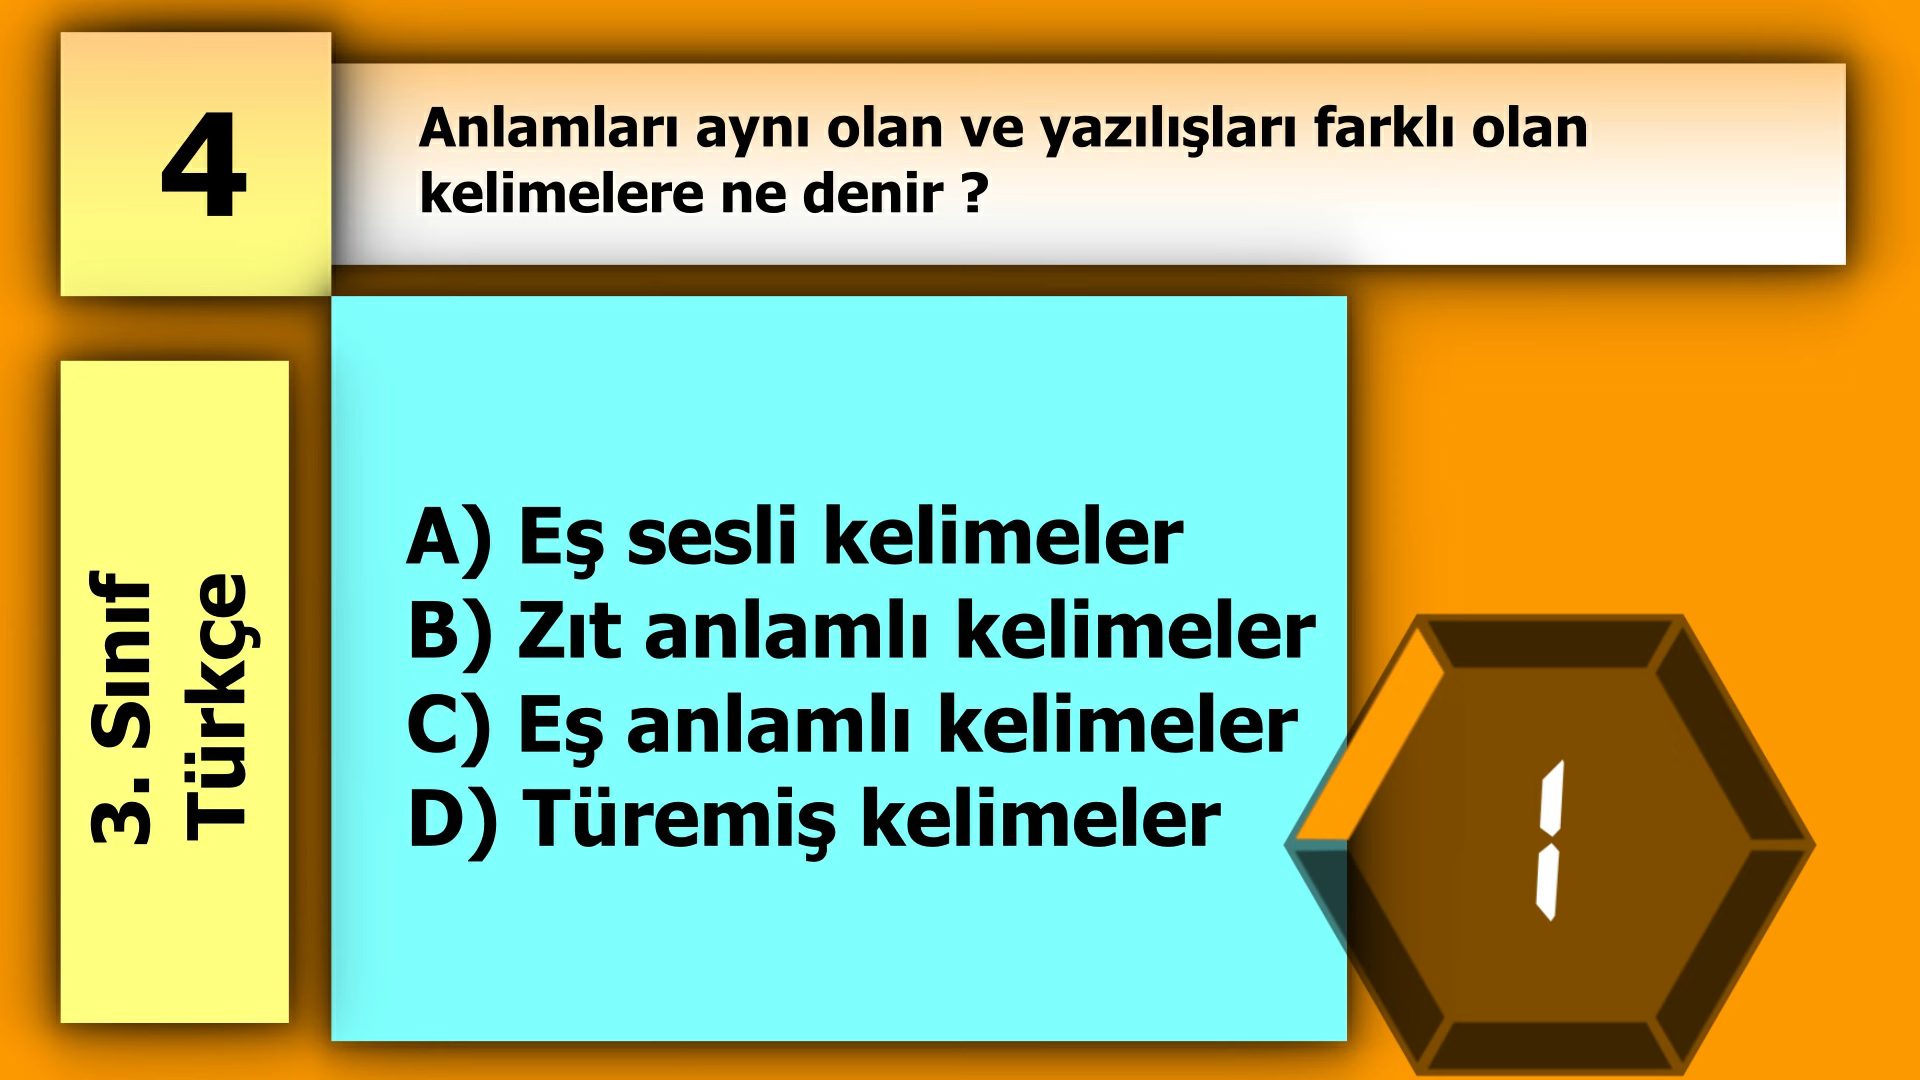 4
Anlamları aynı olan ve yazılışları farklı olan
kelimelere ne denir ?
3. Sınıf
Türkçe
A) Eş sesli kelimeler
B) Zıt anlamlı kelimeler
C) Eş anlamlı kelimeler
D) Türemiş kelimeler
1